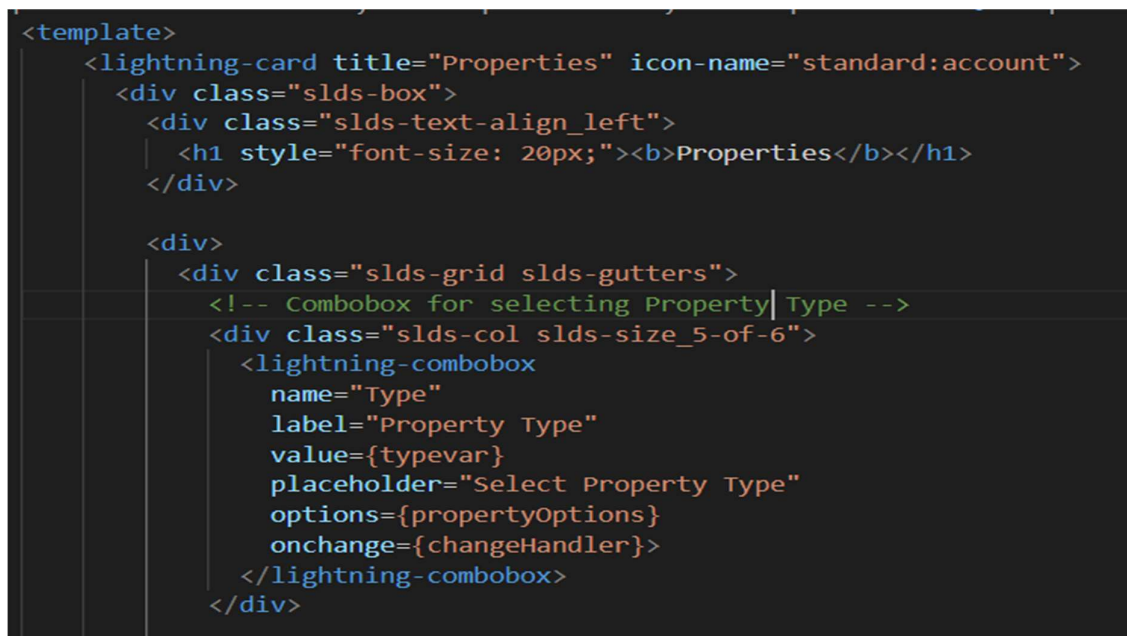 <template>
<lightning-card title="Properties" icon-name="standard:account">
<div class="slds-box">
<div class="slds-text-align_left">
<h1 style="font-size: 20px;"><b>Properties</b></h1>
</div>
<div>
<div class="slds-grid slds-gutters">
<!-- Combobox for selecting Property Type -->
<div class="slds-col slds-size_5-of-6">
<lightning-combobox
name="Type"
label="Property Type"
value={typevar}
placeholder="Select Property Type"
options={propertyOptions}
onchange={changeHandler}>
</lightning-combobox>
</div>